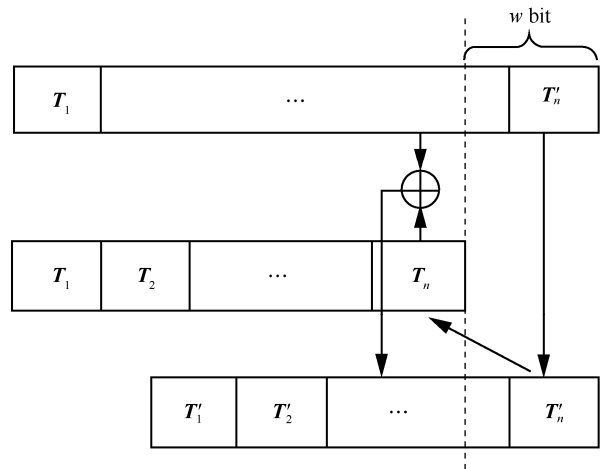 w bit
T₁ … T′ₙ
T₁ T₂ … Tₙ
T′₁ T′₂ … T′ₙ